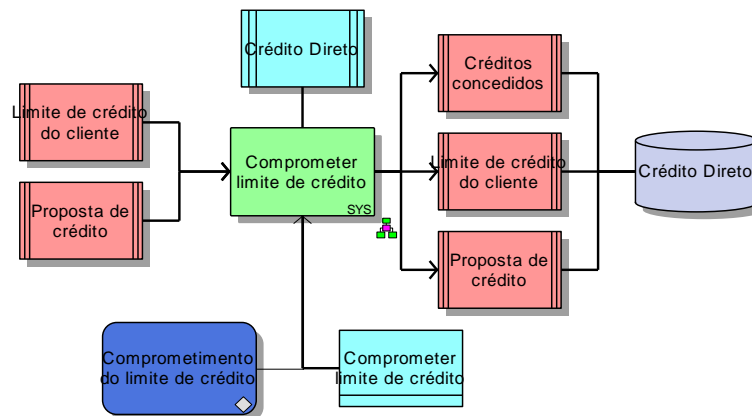 Crédito Direto
Limite de crédito
do cliente
Proposta de
crédito
Comprometer
limite de crédito
SYS
Créditos
concedidos
Limite de crédito
do cliente
Proposta de
crédito
Crédito Direto
Comprometimento
do limite de crédito
Comprometer
limite de crédito